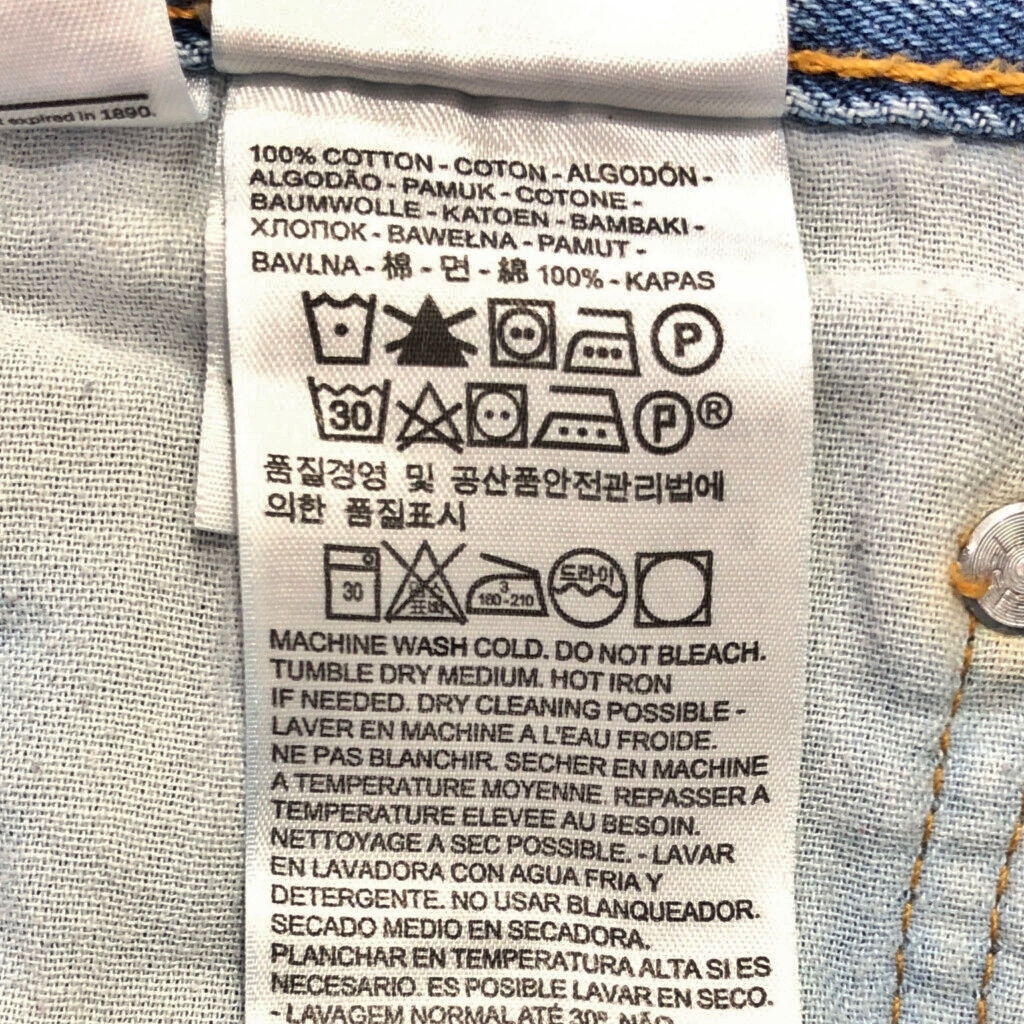 expired in 1890.
100% COTTON - COTON - ALGODÓN -
ALGODÃO - PAMUK - COTONE -
BAUMWOLLE - KATOEN - BAMBAKI -
ХЛОПОК - BAWEŁNA - PAMUT -
BAVLNA - 棉 - 면 - 綿 100% - KAPAS
P
30 P®
품질경영 및 공산품안전관리법에
의한 품질표시
30 3 180-210 드라이
MACHINE WASH COLD. DO NOT BLEACH.
TUMBLE DRY MEDIUM. HOT IRON
IF NEEDED. DRY CLEANING POSSIBLE -
LAVER EN MACHINE A L'EAU FROIDE.
NE PAS BLANCHIR. SECHER EN MACHINE
A TEMPERATURE MOYENNE. REPASSER A
TEMPERATURE ELEVEE AU BESOIN.
NETTOYAGE A SEC POSSIBLE. - LAVAR
EN LAVADORA CON AGUA FRIA Y
DETERGENTE. NO USAR BLANQUEADOR.
SECADO MEDIO EN SECADORA.
PLANCHAR EN TEMPERATURA ALTA SI ES
NECESARIO. ES POSIBLE LAVAR EN SECO.
- LAVAGEM NORMAL ATÉ 30º. NÃO